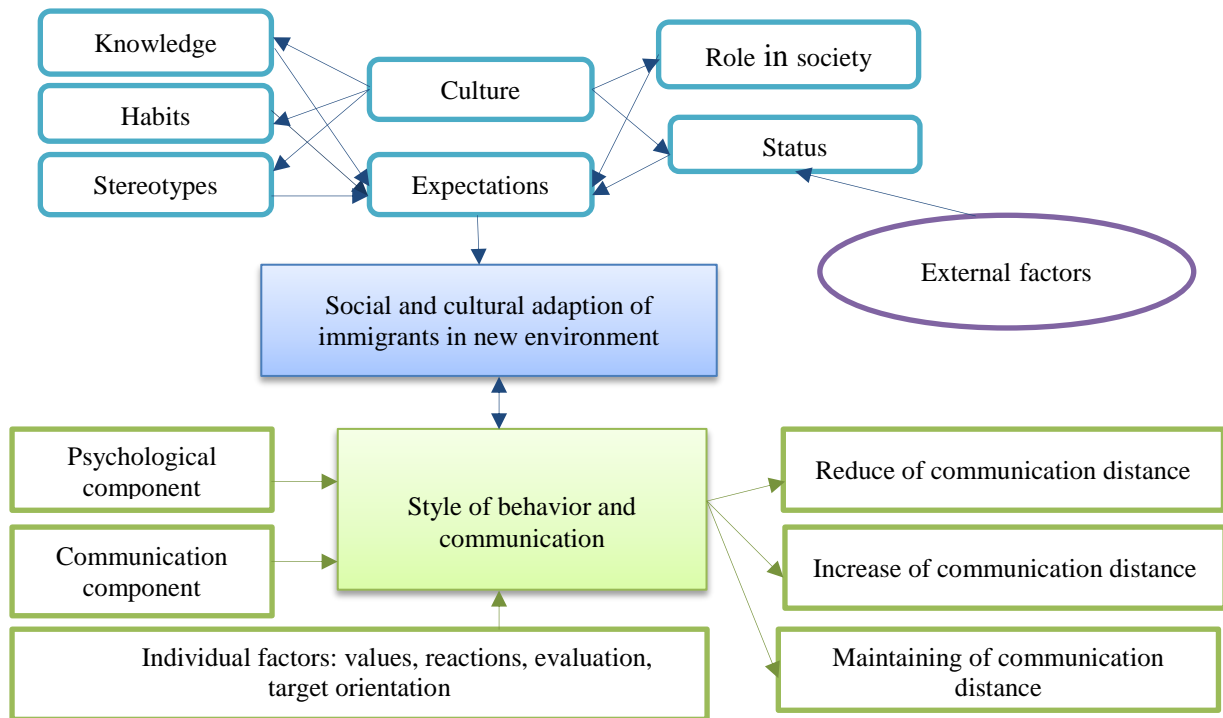 Knowledge
Culture
Role in society
Habits
Status
Stereotypes
Expectations
External factors
Social and cultural adaption of
immigrants in new environment
Psychological
component
Style of behavior and
communication
Reduce of communication distance
Communication
component
Increase of communication distance
Individual factors: values, reactions, evaluation,
target orientation
Maintaining of communication
distance